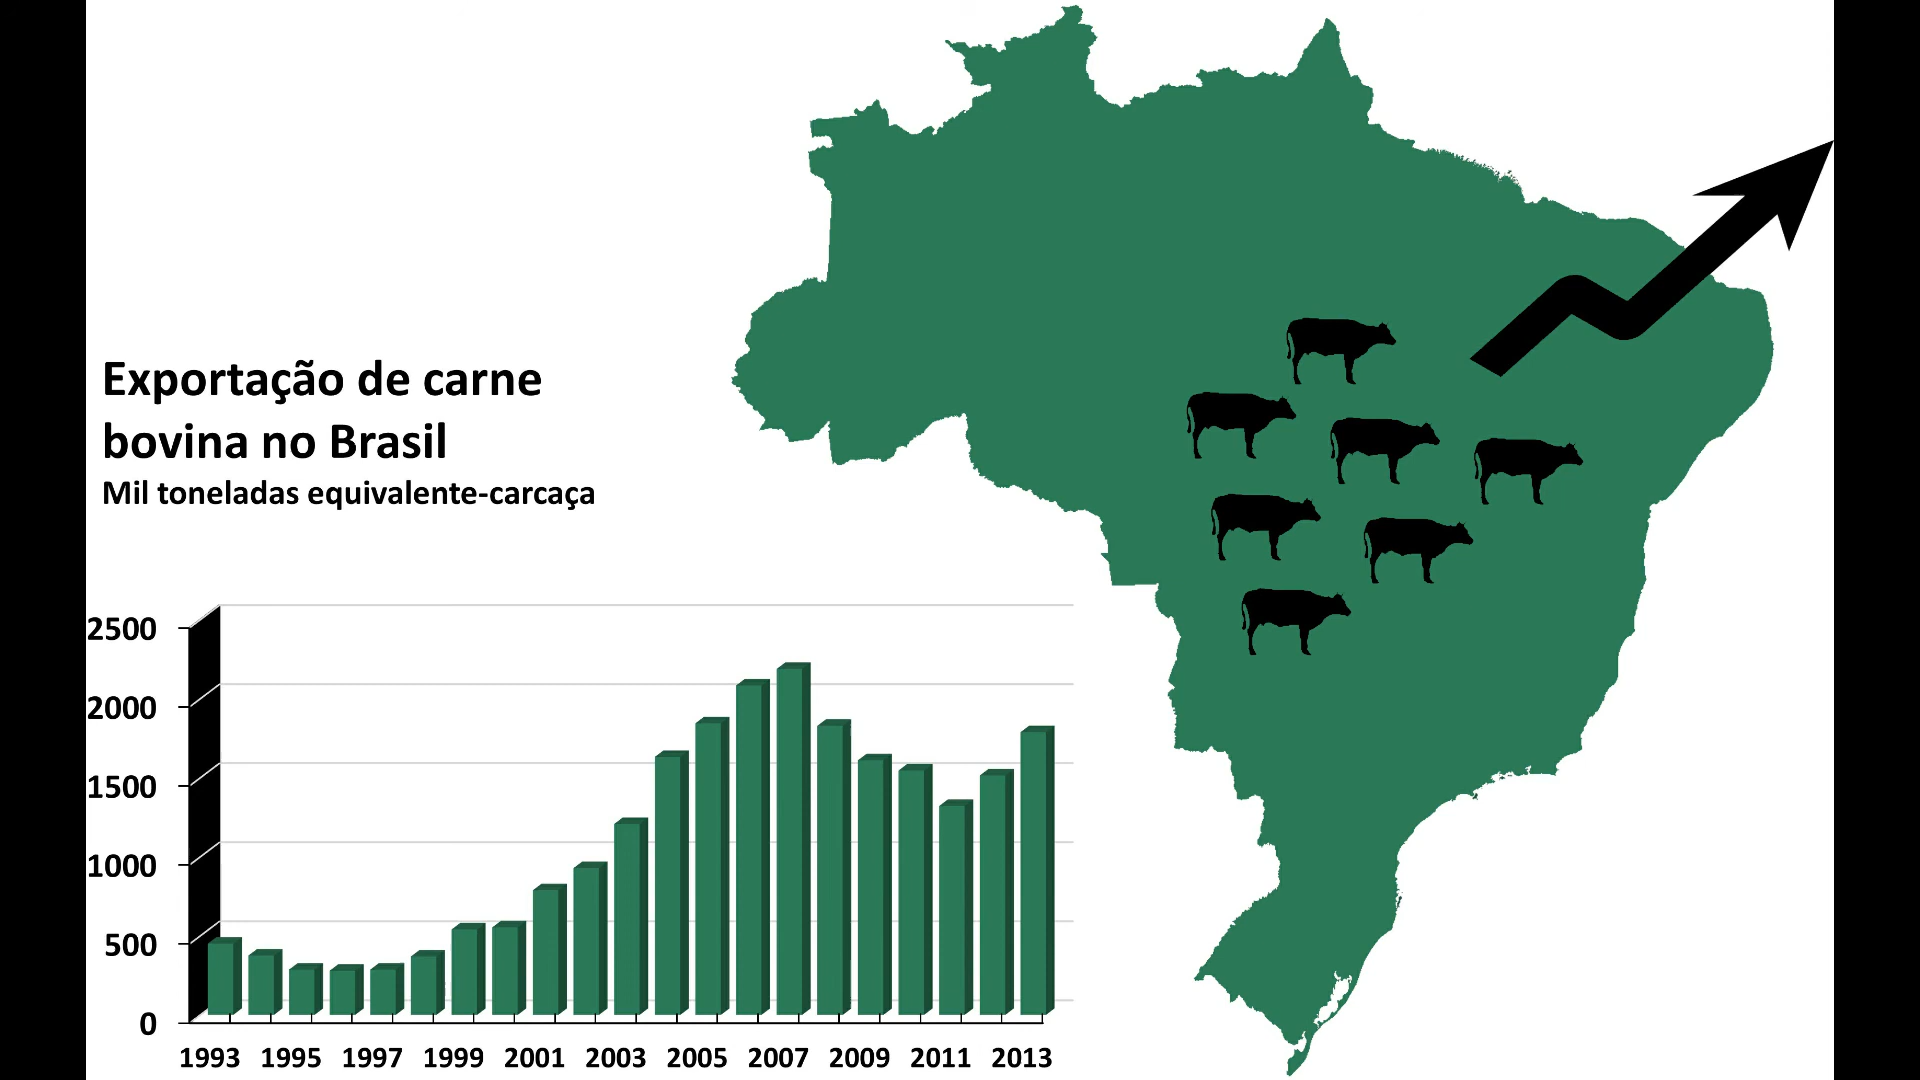 Exportação de carne
bovina no Brasil
Mil toneladas equivalente-carcaça
2500
2000
1500
1000
500
0
1993 1995 1997 1999 2001 2003 2005 2007 2009 2011 2013